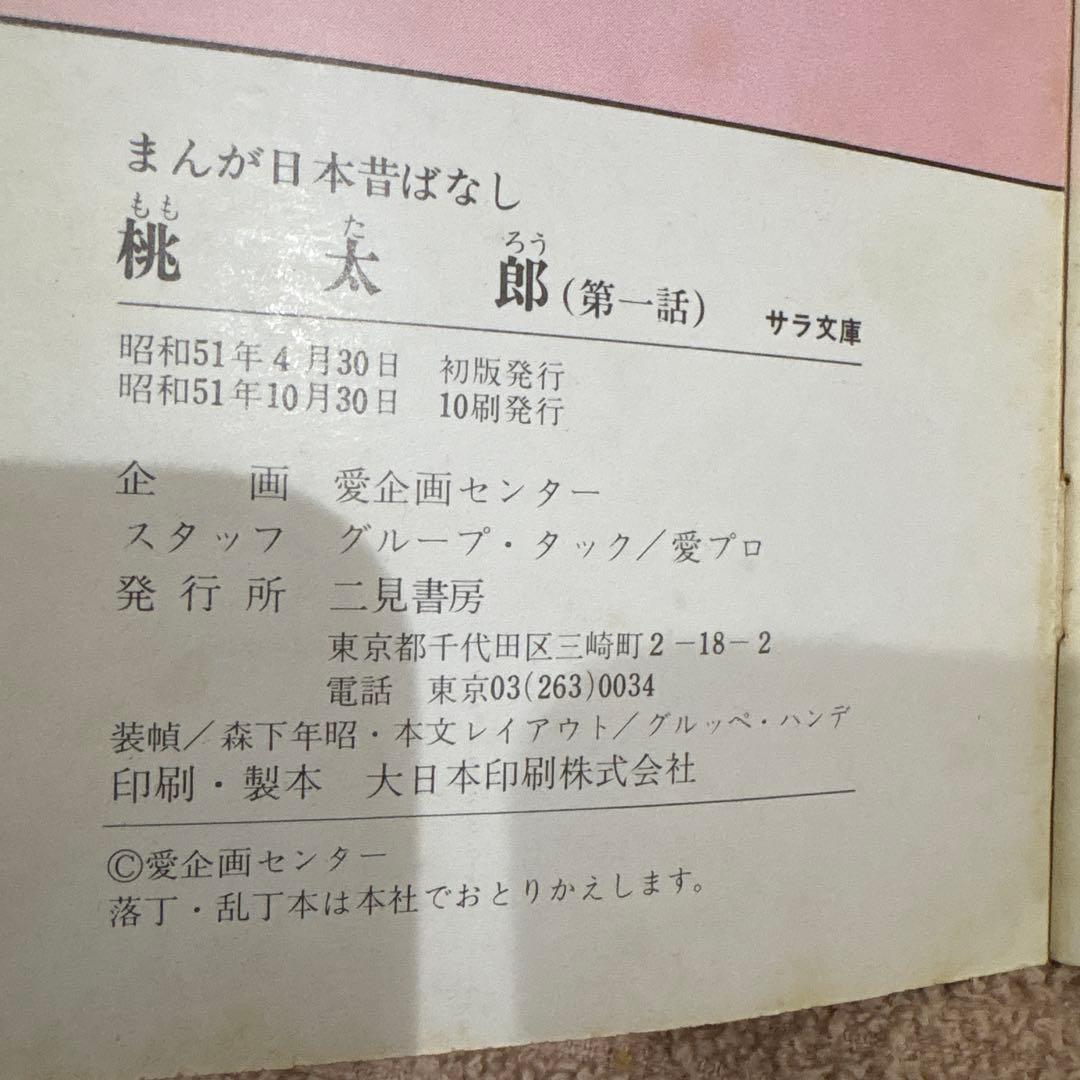 まんが日本昔ばなし
もも た ろう
桃太郎(第一話) サラ文庫
昭和51年4月30日 初版発行
昭和51年10月30日 10刷発行
企画 愛企画センター
スタッフ グループ・タック/愛プロ
発行所 二見書房
東京都千代田区三崎町2-18-2
電話 東京03(263)0034
装幀/森下年昭・本文レイアウト/グルッペ・ハンデ
印刷・製本 大日本印刷株式会社
©愛企画センター
落丁・乱丁本は本社でおとりかえします。